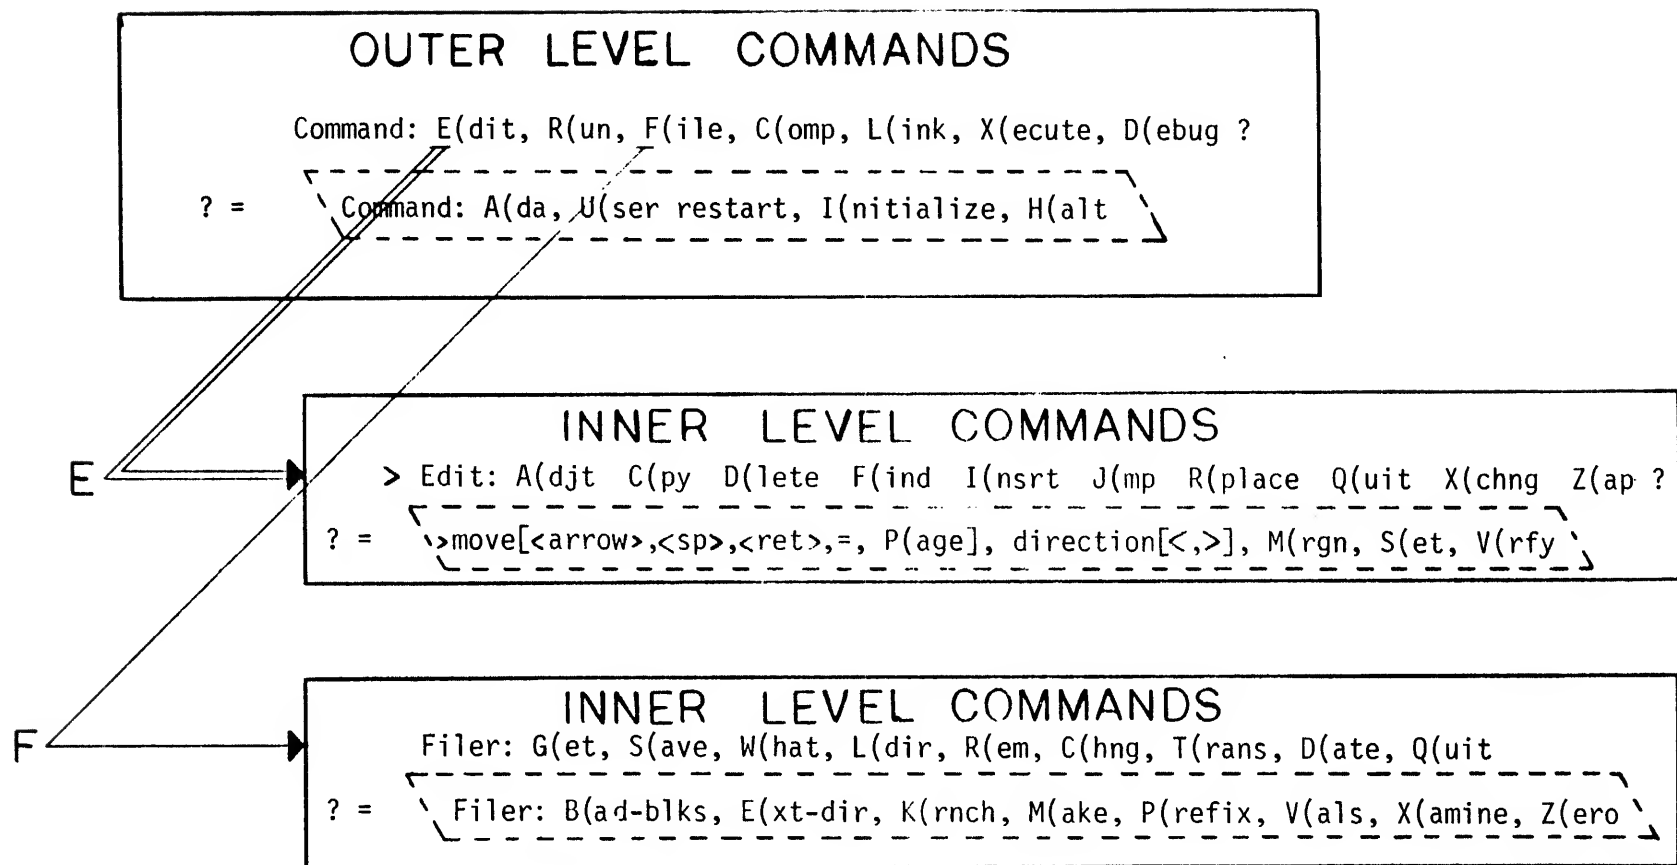 OUTER LEVEL COMMANDS
Command: E(dit, R(un, F(ile, C(omp, L(ink, X(ecute, D(ebug ?
? = Command: A(da, U(ser restart, I(nitialize, H(alt
INNER LEVEL COMMANDS
E > Edit: A(djt C(py D(lete F(ind I(nsrt J(mp R(place Q(uit X(chng Z(ap ?
? = >move[<arrow>,<sp>,<ret>,=, P(age], direction[<,>], M(rgn, S(et, V(rfy
INNER LEVEL COMMANDS
F Filer: G(et, S(ave, W(hat, L(dir, R(em, C(hng, T(rans, D(ate, Q(uit
? = Filer: B(ad-blks, E(xt-dir, K(rnch, M(ake, P(refix, V(als, X(amine, Z(ero